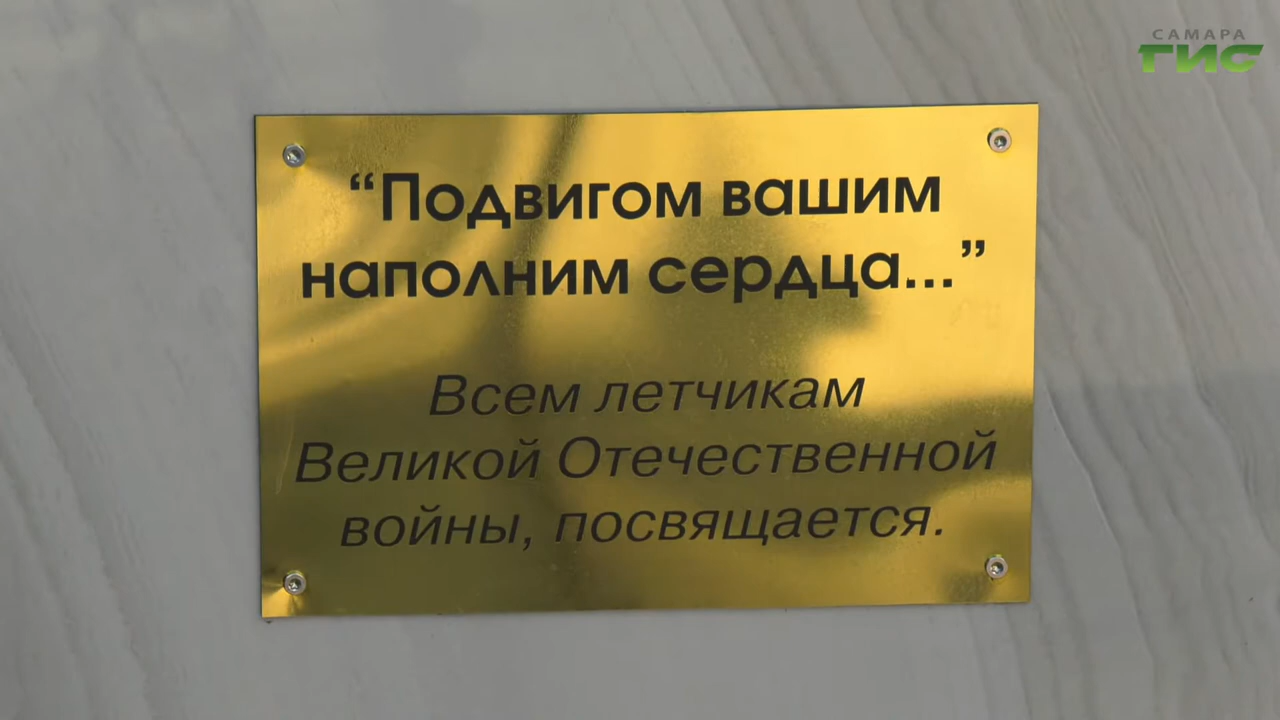 САМАРА
ГИС
“Подвигом вашим
наполним сердца...”
Всем летчикам
Великой Отечественной
войны, посвящается.